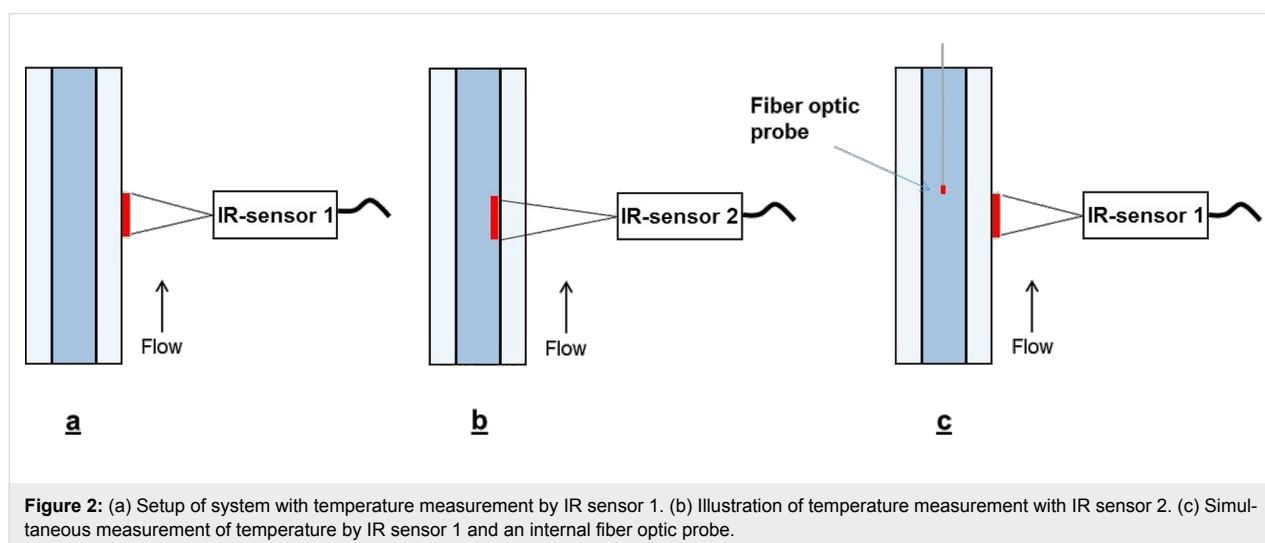 IR-sensor 1
Flow
a
IR-sensor 2
Flow
b
Fiber optic
probe
IR-sensor 1
Flow
c
Figure 2: (a) Setup of system with temperature measurement by IR sensor 1. (b) Illustration of temperature measurement with IR sensor 2. (c) Simul-
taneous measurement of temperature by IR sensor 1 and an internal fiber optic probe.